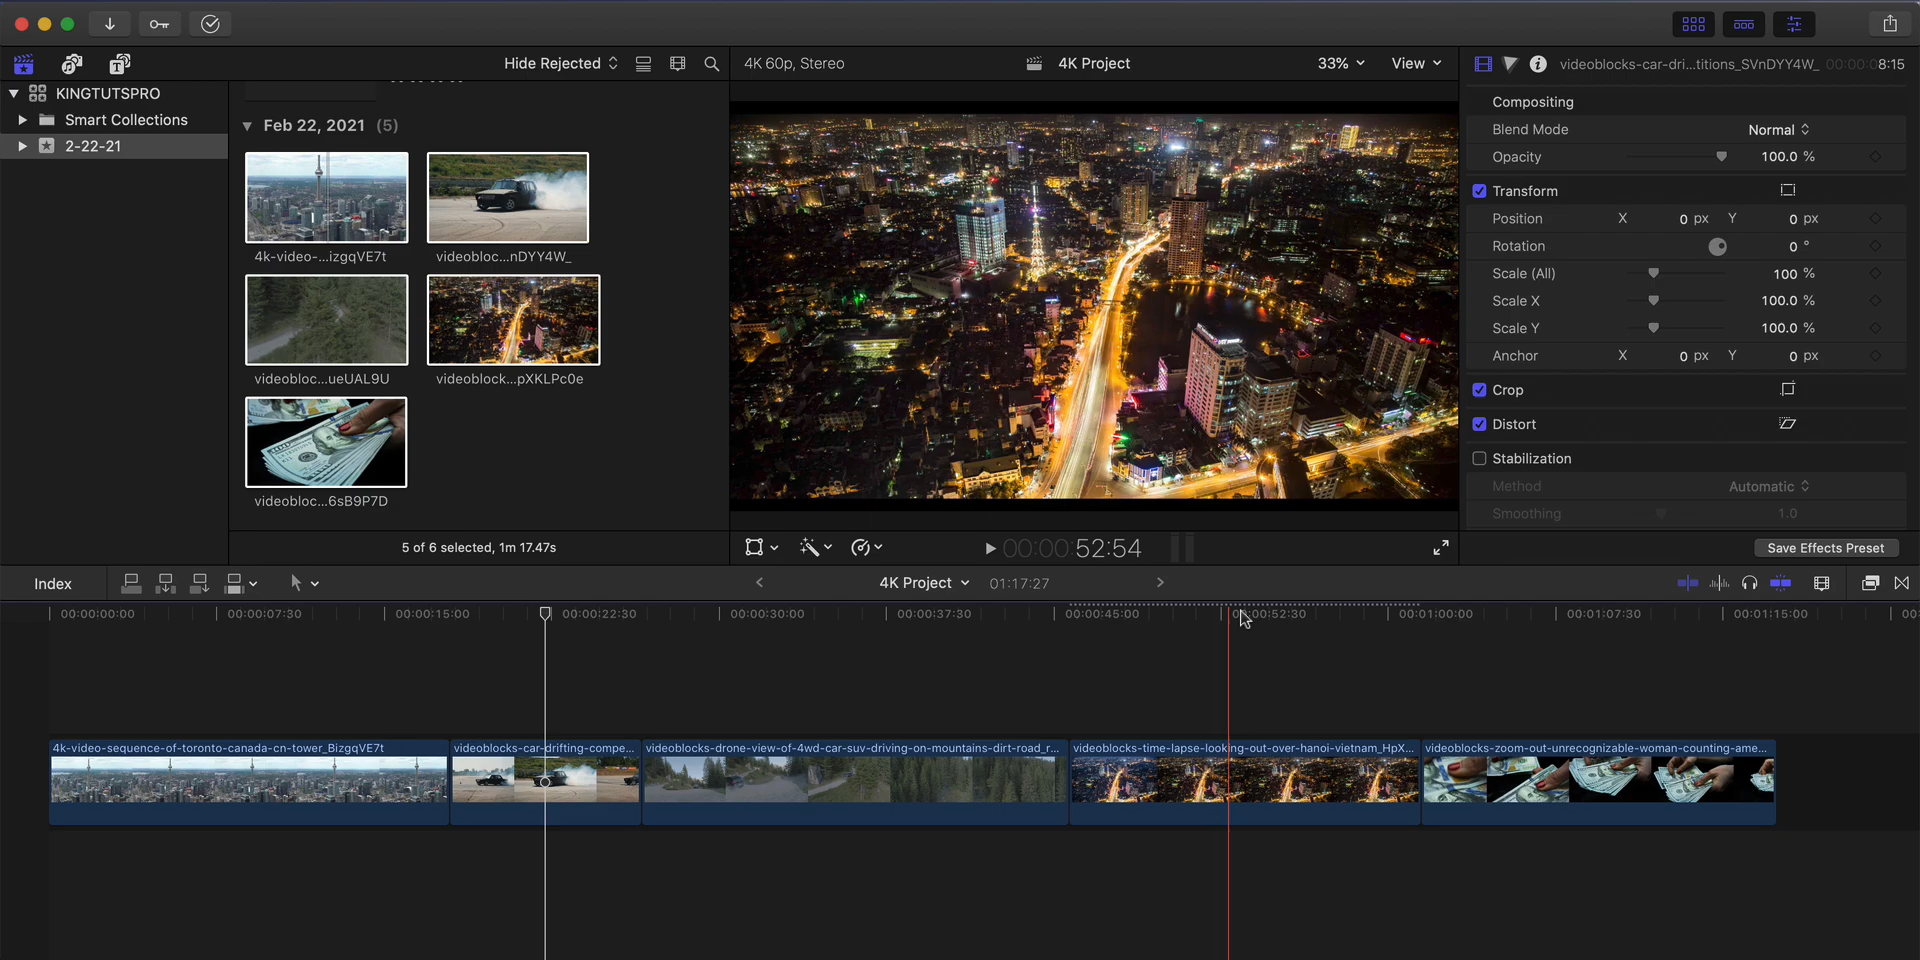 Hide Rejected
4K 60p, Stereo
4K Project
33%
View
videoblocks-car-dri...titions_SVnDYY4W_
00:00:08:15
KINGTUTSPRO
Smart Collections
2-22-21
Feb 22, 2021 (5)
4k-video-...izgqVE7t
videobloc...nDYY4W_
videobloc...ueUAL9U
videoblock...pXKLPc0e
videobloc...6sB9P7D
5 of 6 selected, 1m 17.47s
00:00:52:54
Compositing
Blend Mode Normal
Opacity 100.0 %
Transform
Position X 0 px Y 0 px
Rotation 0 °
Scale (All) 100 %
Scale X 100.0 %
Scale Y 100.0 %
Anchor X 0 px Y 0 px
Crop
Distort
Stabilization
Method Automatic
Smoothing 1.0
Save Effects Preset
Index
4K Project
01:17:27
00:00:00:00 00:00:07:30 00:00:15:00 00:00:22:30 00:00:30:00 00:00:37:30 00:00:45:00 00:00:52:30 00:01:00:00 00:01:07:30 00:01:15:00
4k-video-sequence-of-toronto-canada-cn-tower_BizgqVE7t
videoblocks-car-drifting-compe...
videoblocks-drone-view-of-4wd-car-suv-driving-on-mountains-dirt-road_r...
videoblocks-time-lapse-looking-out-over-hanoi-vietnam_HpX...
videoblocks-zoom-out-unrecognizable-woman-counting-ame...